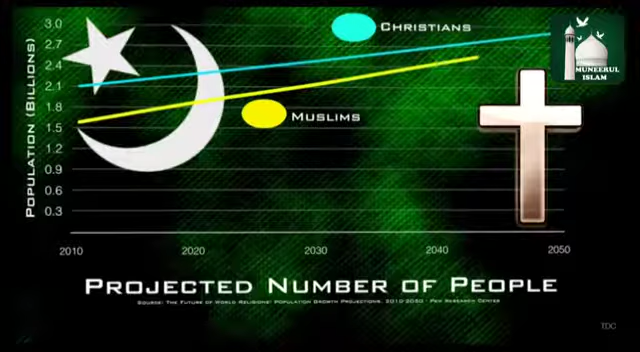 3.0
2.7
2.4
2.1
1.8
1.5
1.2
0.9
0.6
0.3
Population (Billions)
Christians
Muslims
MUNEERUL
ISLAM
2010
2020
2030
2040
2050
Projected Number of People
Source: The Future of World Religions: Population Growth Projections, 2010-2050 - Pew Research Center
TDC